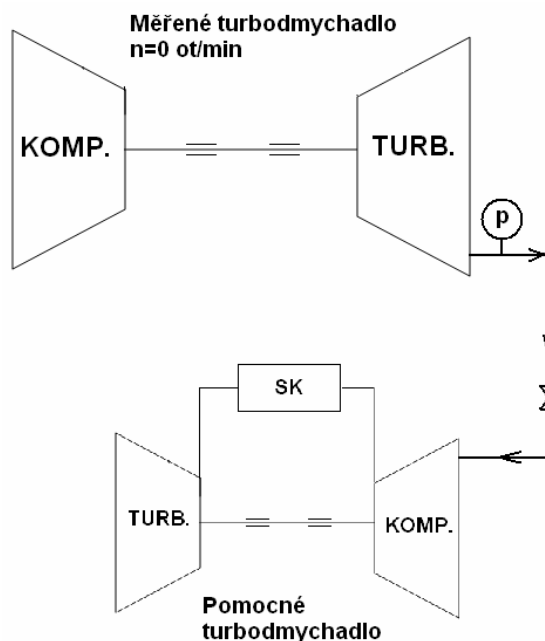 Měřené turbodmychadlo
n=0 ot/min
KOMP.
TURB.
p
SK
TURB.
KOMP.
Pomocné
turbodmychadlo